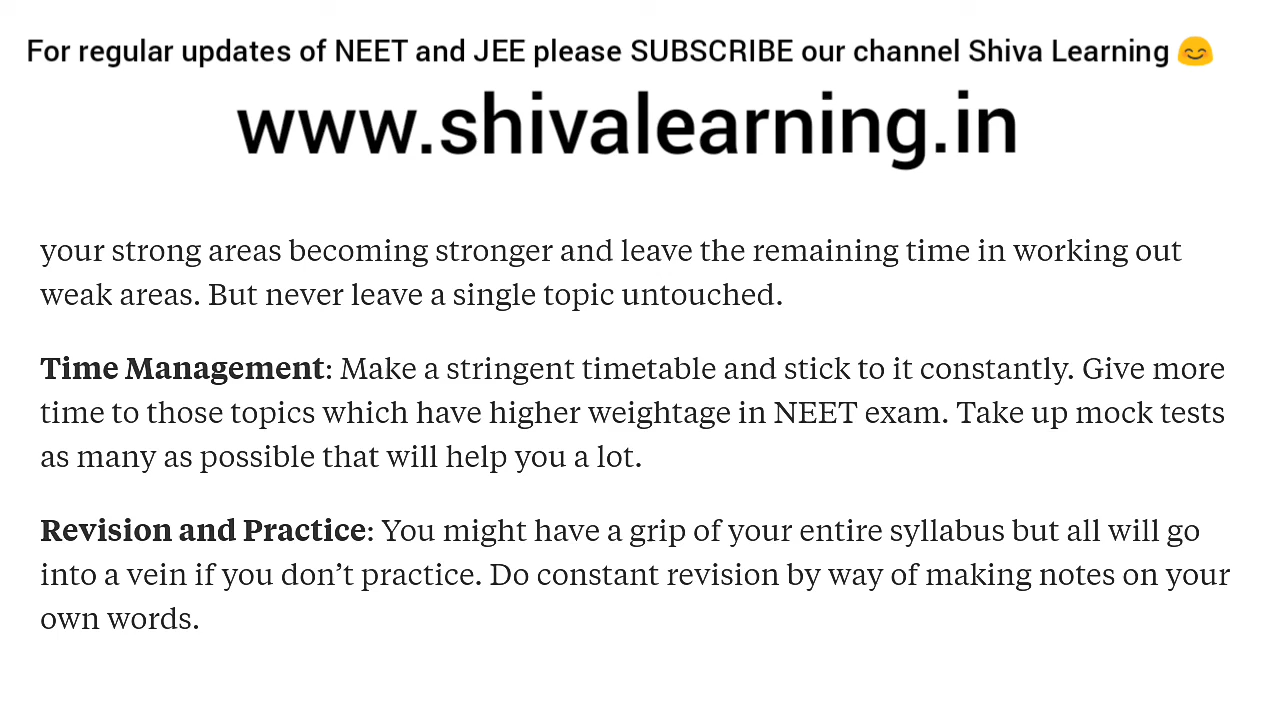 For regular updates of NEET and JEE please SUBSCRIBE our channel Shiva Learning 😊
www.shivalearning.in
your strong areas becoming stronger and leave the remaining time in working out
weak areas. But never leave a single topic untouched.
Time Management: Make a stringent timetable and stick to it constantly. Give more
time to those topics which have higher weightage in NEET exam. Take up mock tests
as many as possible that will help you a lot.
Revision and Practice: You might have a grip of your entire syllabus but all will go
into a vein if you don’t practice. Do constant revision by way of making notes on your
own words.